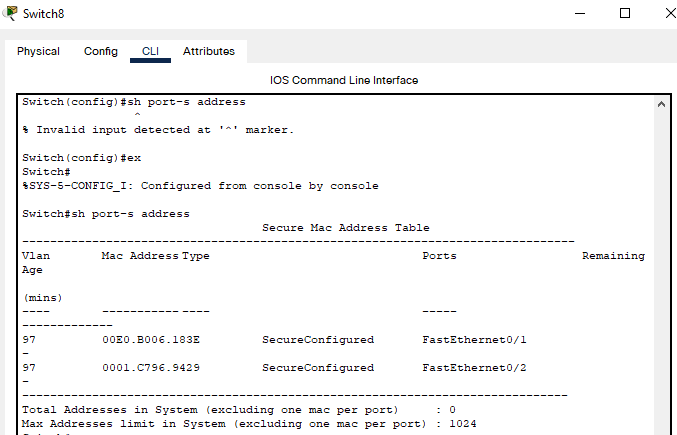 Switch8
Physical Config CLI Attributes
IOS Command Line Interface
Switch(config)#sh port-s address
^
% Invalid input detected at '^' marker.
Switch(config)#ex
Switch#
%SYS-5-CONFIG_I: Configured from console by console
Switch#sh port-s address
Secure Mac Address Table
-------------------------------------------------------------------------------
Vlan Mac Address Type Ports Remaining
Age
(mins)
---- ----------- ---- -----
-------------
97 00E0.B006.183E SecureConfigured FastEthernet0/1
-
97 0001.C796.9429 SecureConfigured FastEthernet0/2
-
------------------------------------------------------------------------------
Total Addresses in System (excluding one mac per port) : 0
Max Addresses limit in System (excluding one mac per port) : 1024